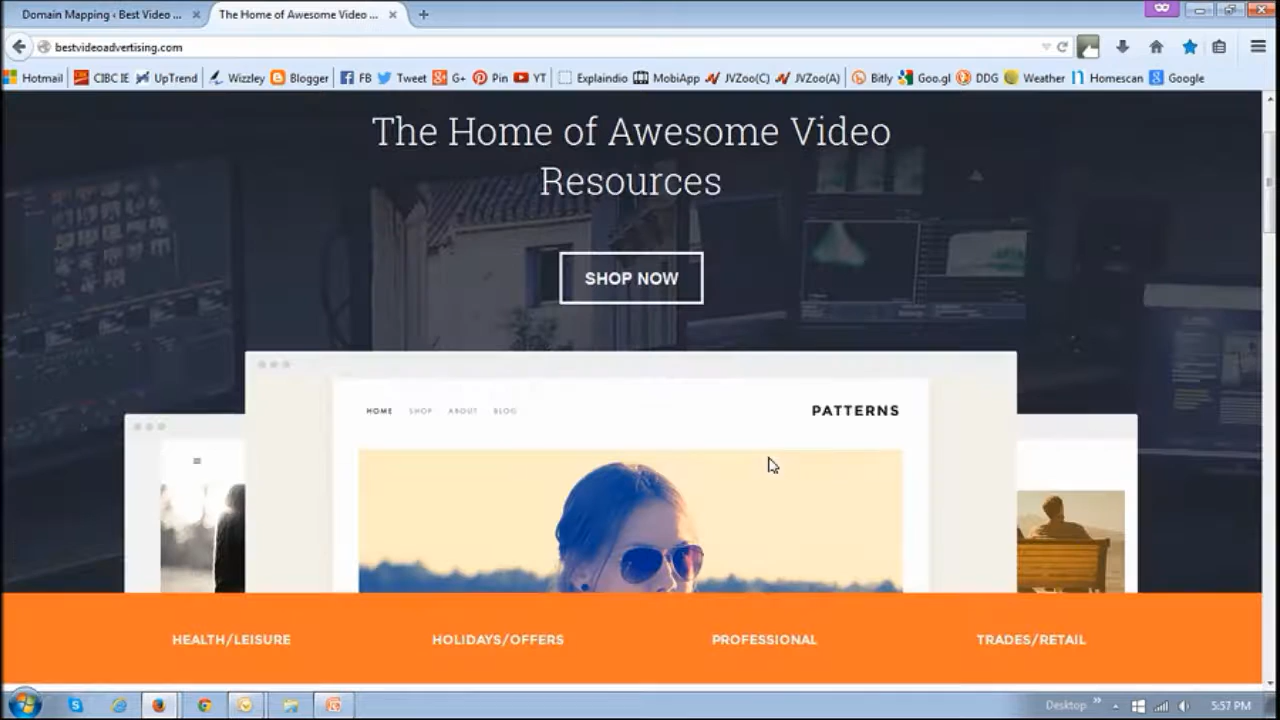 Domain Mapping ‹ Best Video ...
The Home of Awesome Video ...
bestvideoadvertising.com
Hotmail CIBC IE UpTrend Wizzley Blogger FB Tweet G+ Pin YT Explaindio MobiApp JVZoo(C) JVZoo(A) Bitly Goo.gl DDG Weather Homescan Google
The Home of Awesome Video
Resources
SHOP NOW
HOME SHOP ABOUT BLOG
PATTERNS
HEALTH/LEISURE HOLIDAYS/OFFERS PROFESSIONAL TRADES/RETAIL
Desktop
5:57 PM